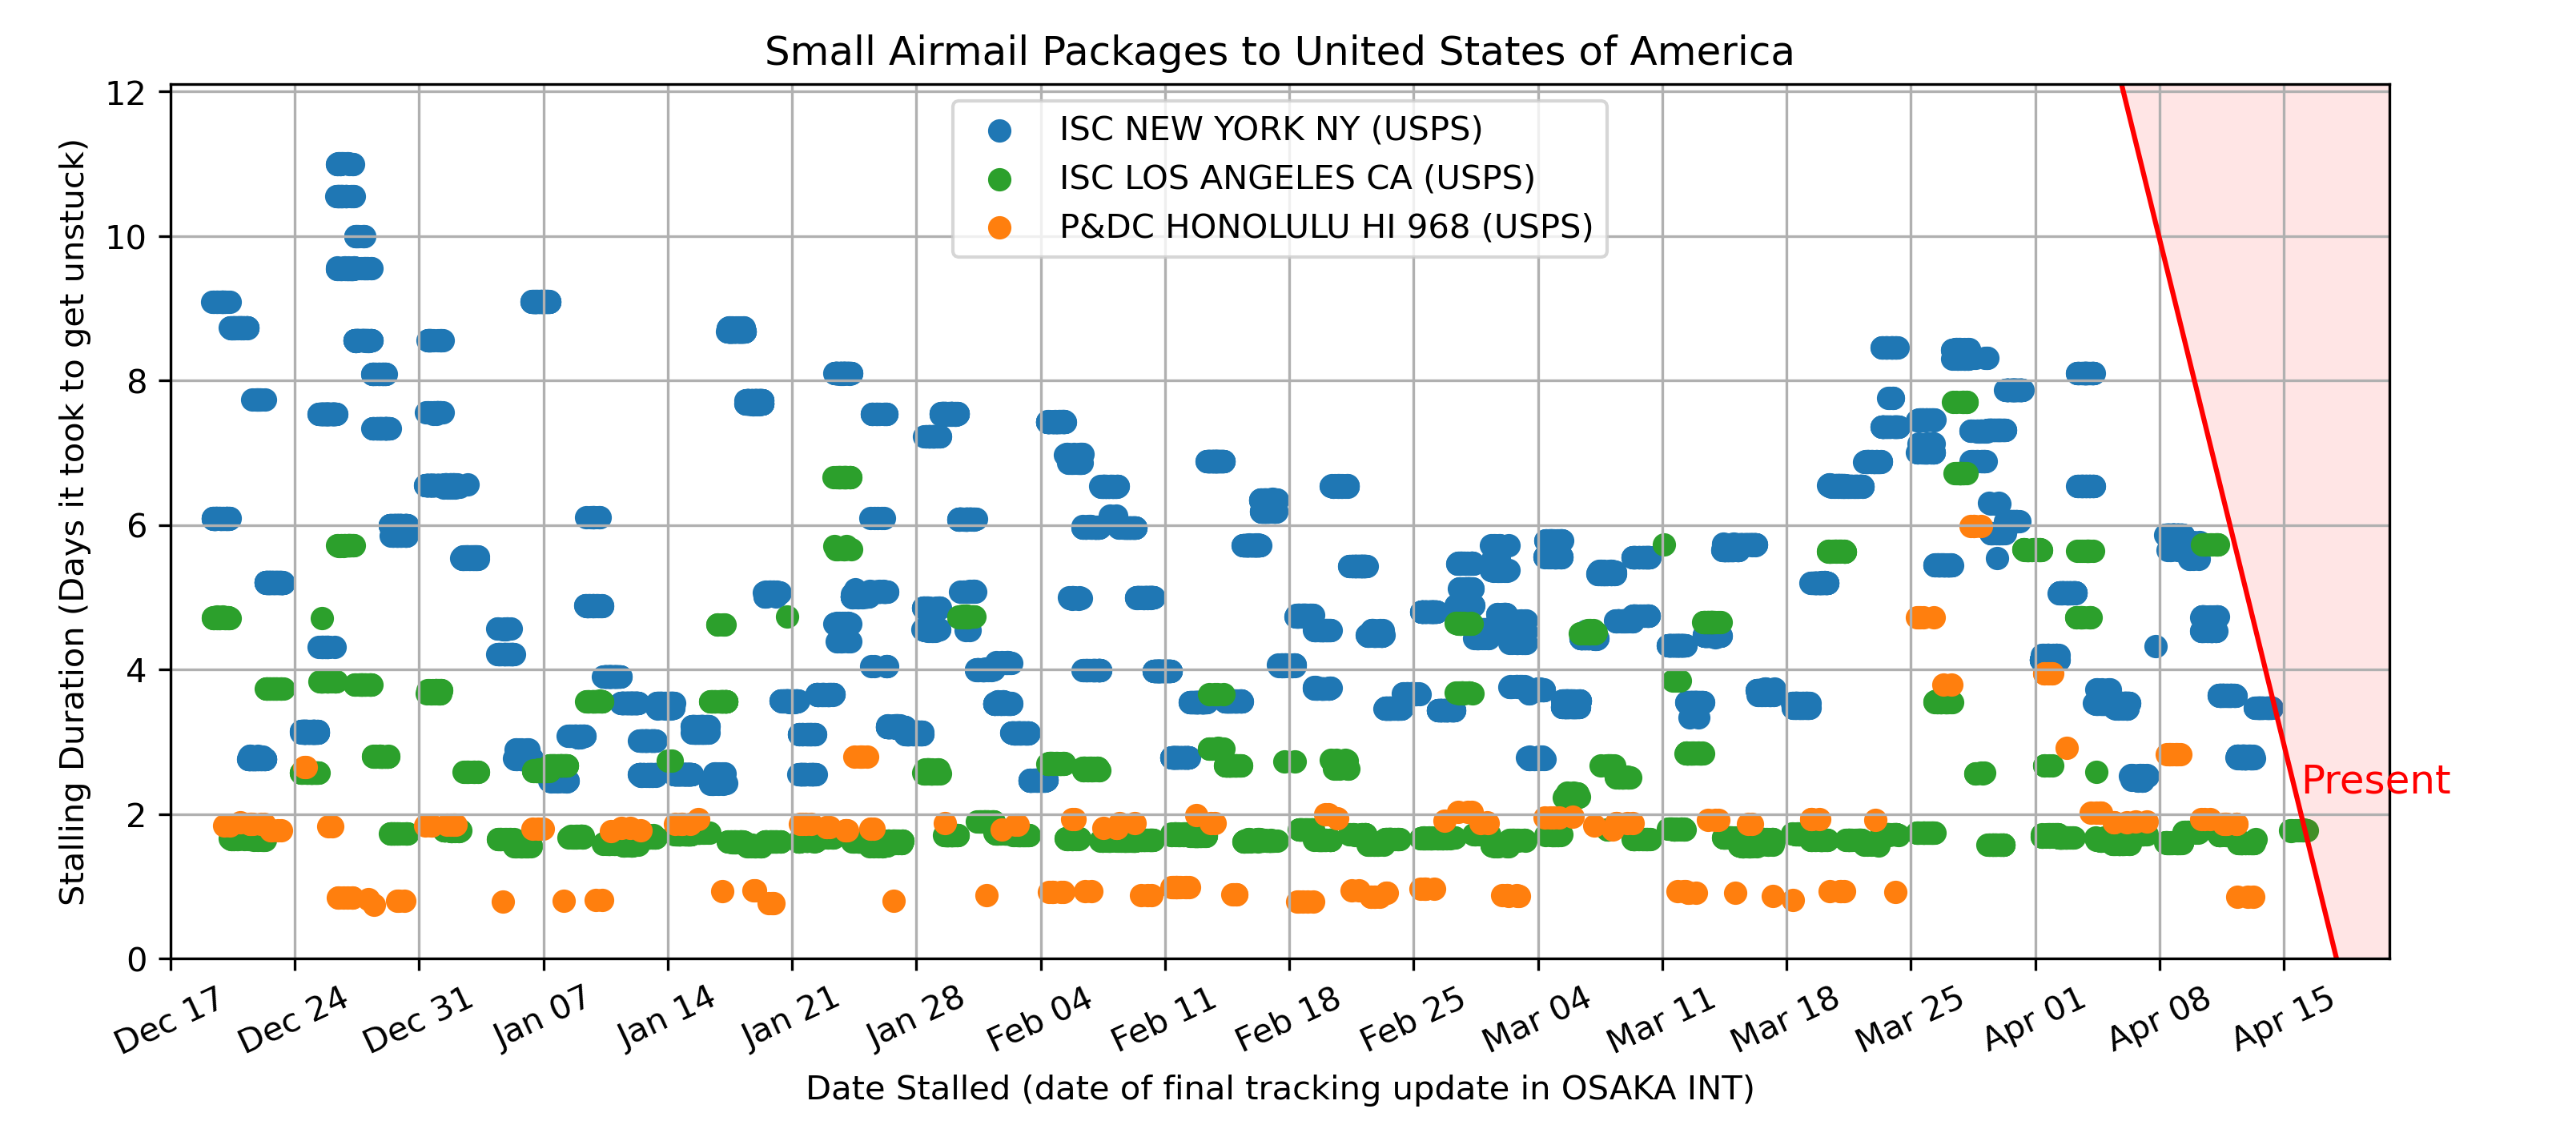 Small Airmail Packages to United States of America
Stalling Duration (Days it took to get unstuck)
12
10
8
6
4
2
0
ISC NEW YORK NY (USPS)
ISC LOS ANGELES CA (USPS)
P&DC HONOLULU HI 968 (USPS)
Present
Dec 17
Dec 24
Dec 31
Jan 07
Jan 14
Jan 21
Jan 28
Feb 04
Feb 11
Feb 18
Feb 25
Mar 04
Mar 11
Mar 18
Mar 25
Apr 01
Apr 08
Apr 15
Date Stalled (date of final tracking update in OSAKA INT)